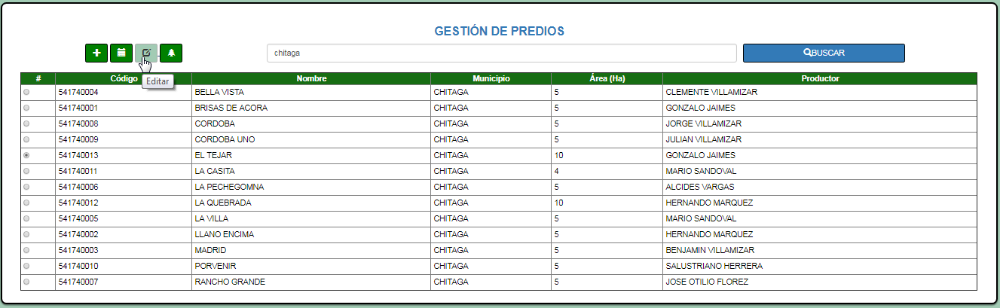 GESTIÓN DE PREDIOS
chitaga BUSCAR
Editar
# Código Nombre Municipio Área (Ha) Productor
541740004 BELLA VISTA CHITAGA 5 CLEMENTE VILLAMIZAR
541740001 BRISAS DE ACORA CHITAGA 5 GONZALO JAIMES
541740008 CORDOBA CHITAGA 5 JORGE VILLAMIZAR
541740009 CORDOBA UNO CHITAGA 5 JULIAN VILLAMIZAR
541740013 EL TEJAR CHITAGA 10 GONZALO JAIMES
541740011 LA CASITA CHITAGA 4 MARIO SANDOVAL
541740006 LA PECHEGOMNA CHITAGA 5 ALCIDES VARGAS
541740012 LA QUEBRADA CHITAGA 10 HERNANDO MARQUEZ
541740005 LA VILLA CHITAGA 5 MARIO SANDOVAL
541740002 LLANO ENCIMA CHITAGA 5 HERNANDO MARQUEZ
541740003 MADRID CHITAGA 5 BENJAMIN VILLAMIZAR
541740010 PORVENIR CHITAGA 5 SALUSTRIANO HERRERA
541740007 RANCHO GRANDE CHITAGA 5 JOSE OTILIO FLOREZ